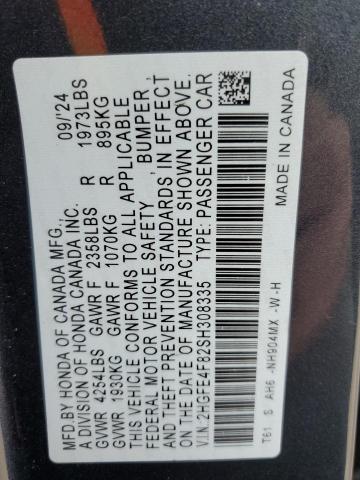 MFD.BY HONDA OF CANADA MFG., 09/'24
A DIVISION OF HONDA CANADA INC.
GVWR 4254LBS GAWR F 2358LBS R 1973LBS
GVWR 1930KG GAWR F 1070KG R 895KG
THIS VEHICLE CONFORMS TO ALL APPLICABLE
FEDERAL MOTOR VEHICLE SAFETY , BUMPER ,
AND THEFT PREVENTION STANDARDS IN EFFECT
ON THE DATE OF MANUFACTURE SHOWN ABOVE.
V.I.N: 2HGFE4F82SH308335 TYPE: PASSENGER CAR
T61 S AH6 -NH904MX -W -H
MADE IN CANADA